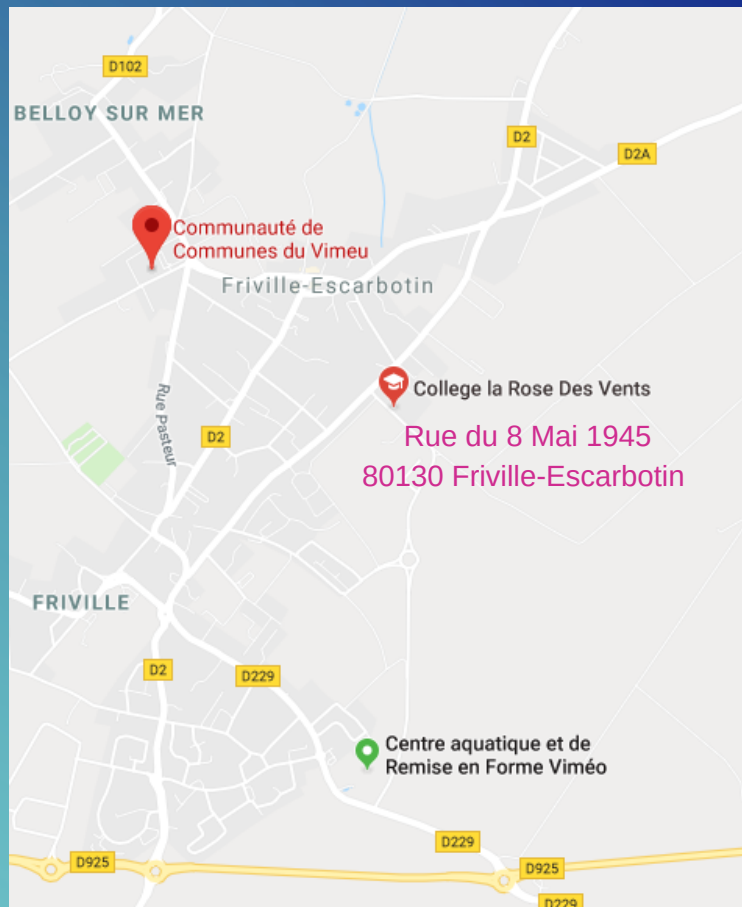 D102
BELLOY SUR MER
D2
D2A
Communauté de
Communes du Vimeu
Friville-Escarbotin
College la Rose Des Vents
Rue Pasteur
D2
Rue du 8 Mai 1945
80130 Friville-Escarbotin
FRIVILLE
D2
D229
Centre aquatique et de
Remise en Forme Viméo
D229
D925
D925
D229